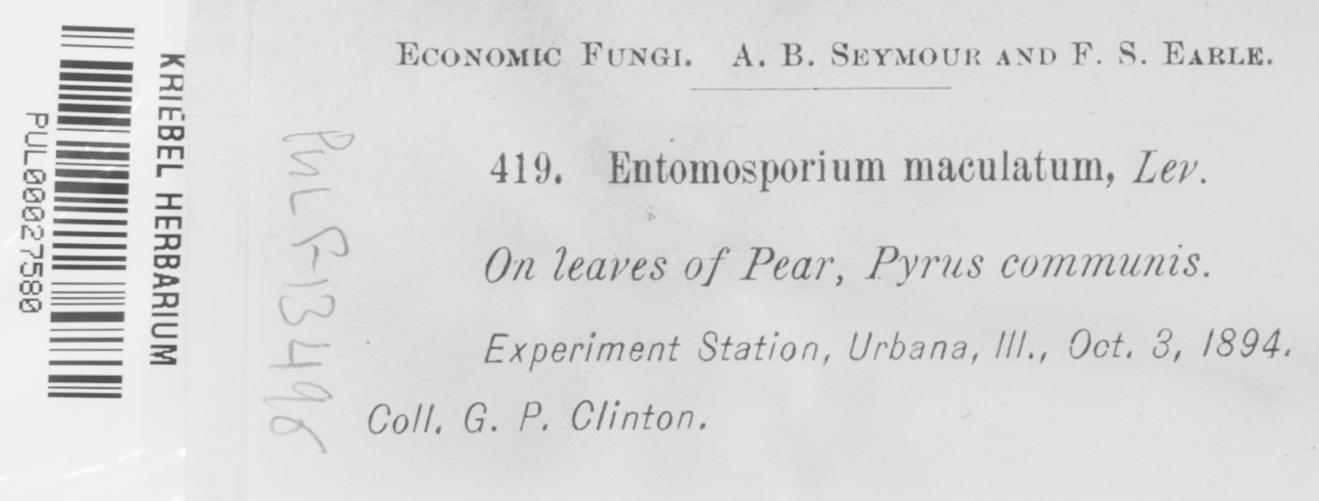 ECONOMIC FUNGI. A. B. SEYMOUR AND F. S. EARLE.
419. Entomosporium maculatum, Lev.
On leaves of Pear, Pyrus communis.
Experiment Station, Urbana, Ill., Oct. 3, 1894.
Coll. G. P. Clinton.
KRIEBEL HERBARIUM
PUL00027580
PUL F-13498